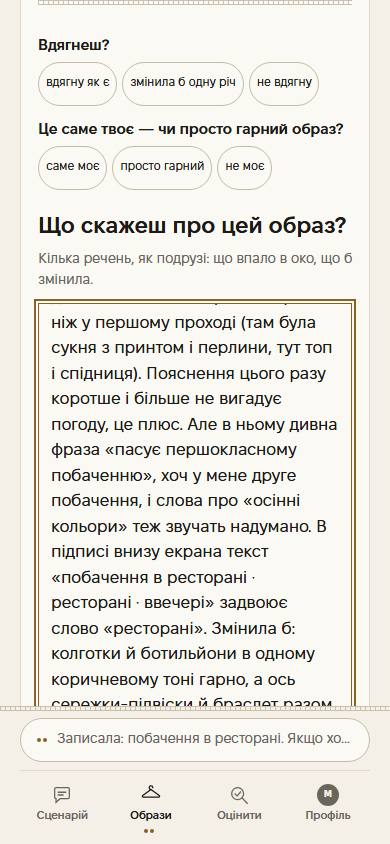 Вдягнеш?
вдягну як є
змінила б одну річ
не вдягну
Це саме твоє — чи просто гарний образ?
саме моє
просто гарний
не моє
Що скажеш про цей образ?
Кілька речень, як подрузі: що впало в око, що б
змінила.
ніж у першому проході (там була
сукня з принтом і перлини, тут топ
і спідниця). Пояснення цього разу
коротше і більше не вигадує
погоду, це плюс. Але в ньому дивна
фраза «пасує першокласному
побаченню», хоч у мене друге
побачення, і слова про «осінні
кольори» теж звучать надумано. В
підписі внизу екрана текст
«побачення в ресторані ·
ресторані · ввечері» задвоює
слово «ресторані». Змінила б:
колготки й ботильйони в одному
коричневому тоні гарно, а ось
сережки-підвіски й браслет разом
Записала: побачення в ресторані. Якщо хо...
Сценарій
Образи
Оцінити
М
Профіль